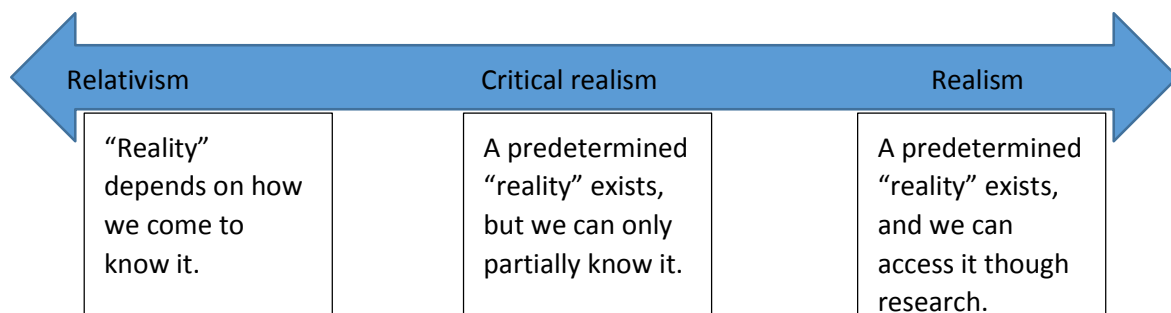 Relativism
Critical realism
Realism
“Reality”
depends on how
we come to
know it.
A predetermined
“reality” exists,
but we can only
partially know it.
A predetermined
“reality” exists,
and we can
access it though
research.